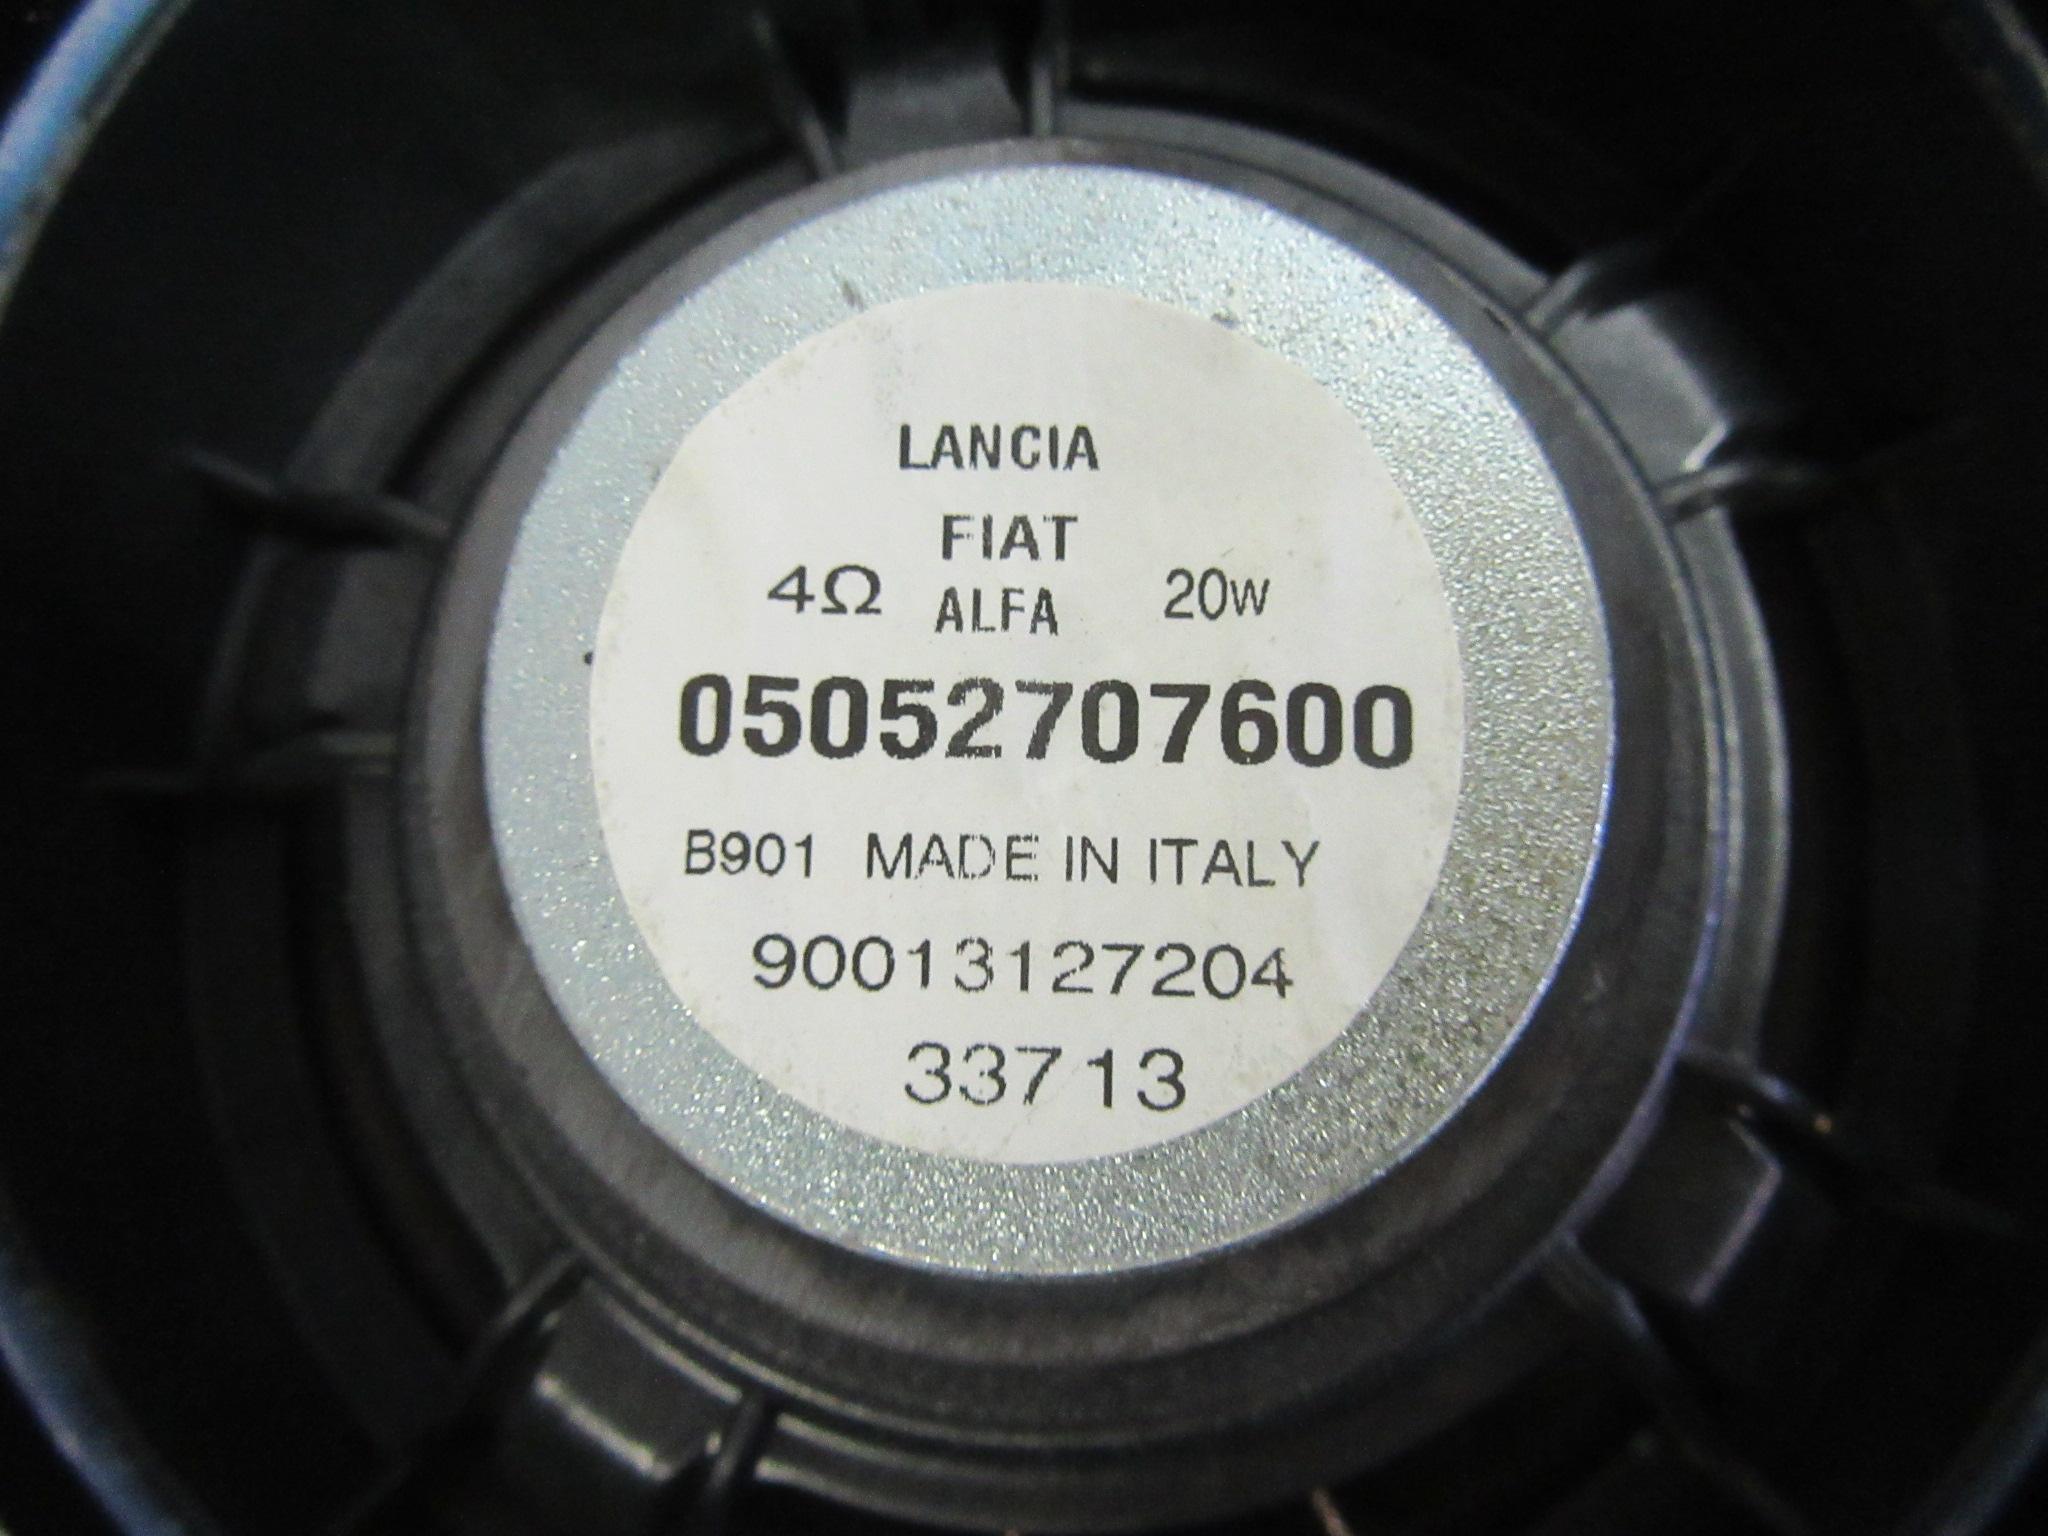 LANCIA
FIAT
4Ω ALFA 20W
05052707600
B901 MADE IN ITALY
90013127204
33713